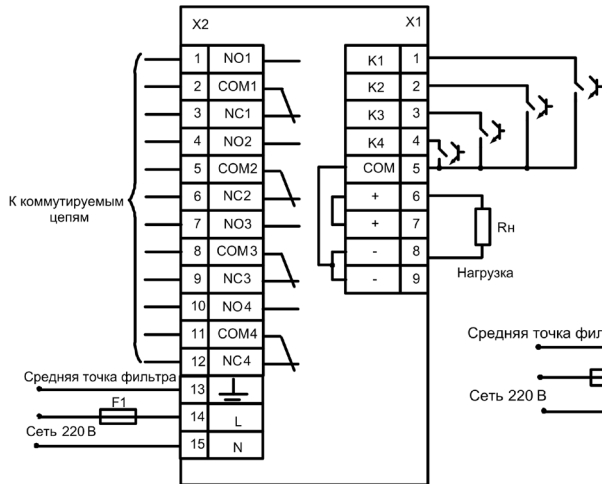 X2
X1
1 NO1
2 COM1
3 NC1
4 NO2
5 COM2
6 NC2
7 NO3
8 COM3
9 NC3
10 NO4
11 COM4
12 NC4
13
14 L
15 N
K1 1
K2 2
K3 3
K4 4
COM 5
+ 6
+ 7
- 8
- 9
К коммутируемым
цепям
Rн
Нагрузка
Средняя точка фильтра
F1
Сеть 220 В
Средняя точка
Сеть 220 В